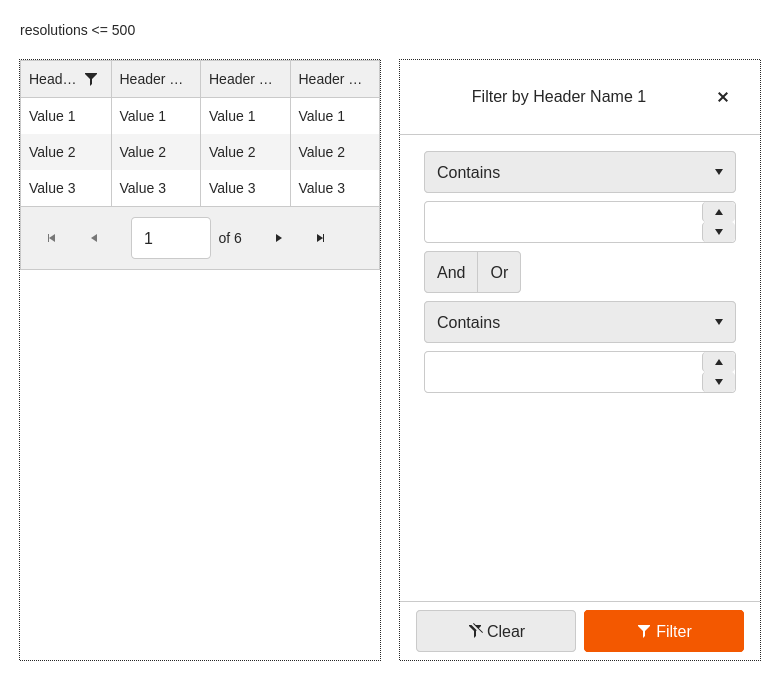 resolutions <= 500
Head… Header … Header … Header …
Value 1 Value 1 Value 1 Value 1
Value 2 Value 2 Value 2 Value 2
Value 3 Value 3 Value 3 Value 3
1 of 6
Filter by Header Name 1
Contains
And Or
Contains
Clear Filter